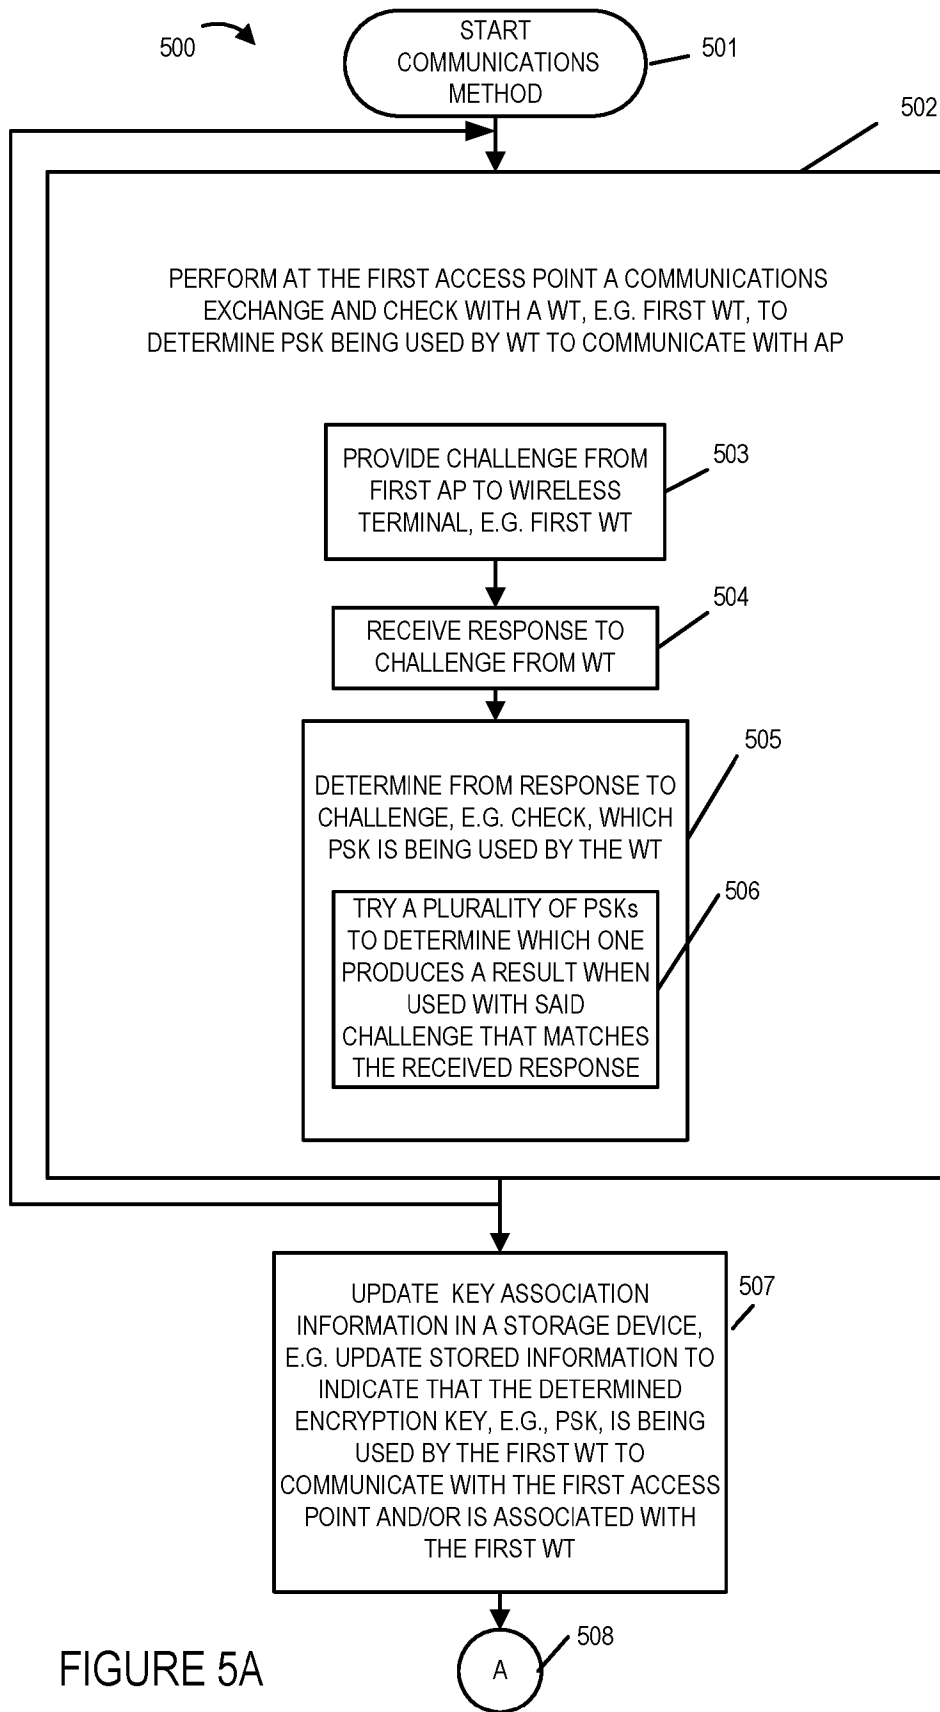 500
START
COMMUNICATIONS
METHOD
501
502
PERFORM AT THE FIRST ACCESS POINT A COMMUNICATIONS
EXCHANGE AND CHECK WITH A WT, E.G. FIRST WT, TO
DETERMINE PSK BEING USED BY WT TO COMMUNICATE WITH AP
PROVIDE CHALLENGE FROM
FIRST AP TO WIRELESS
TERMINAL, E.G. FIRST WT
503
RECEIVE RESPONSE TO
CHALLENGE FROM WT
504
DETERMINE FROM RESPONSE TO
CHALLENGE, E.G. CHECK, WHICH
PSK IS BEING USED BY THE WT
505
TRY A PLURALITY OF PSKs
TO DETERMINE WHICH ONE
PRODUCES A RESULT WHEN
USED WITH SAID
CHALLENGE THAT MATCHES
THE RECEIVED RESPONSE
506
UPDATE KEY ASSOCIATION
INFORMATION IN A STORAGE DEVICE,
E.G. UPDATE STORED INFORMATION TO
INDICATE THAT THE DETERMINED
ENCRYPTION KEY, E.G., PSK, IS BEING
USED BY THE FIRST WT TO
COMMUNICATE WITH THE FIRST ACCESS
POINT AND/OR IS ASSOCIATED WITH
THE FIRST WT
507
A
508
FIGURE 5A